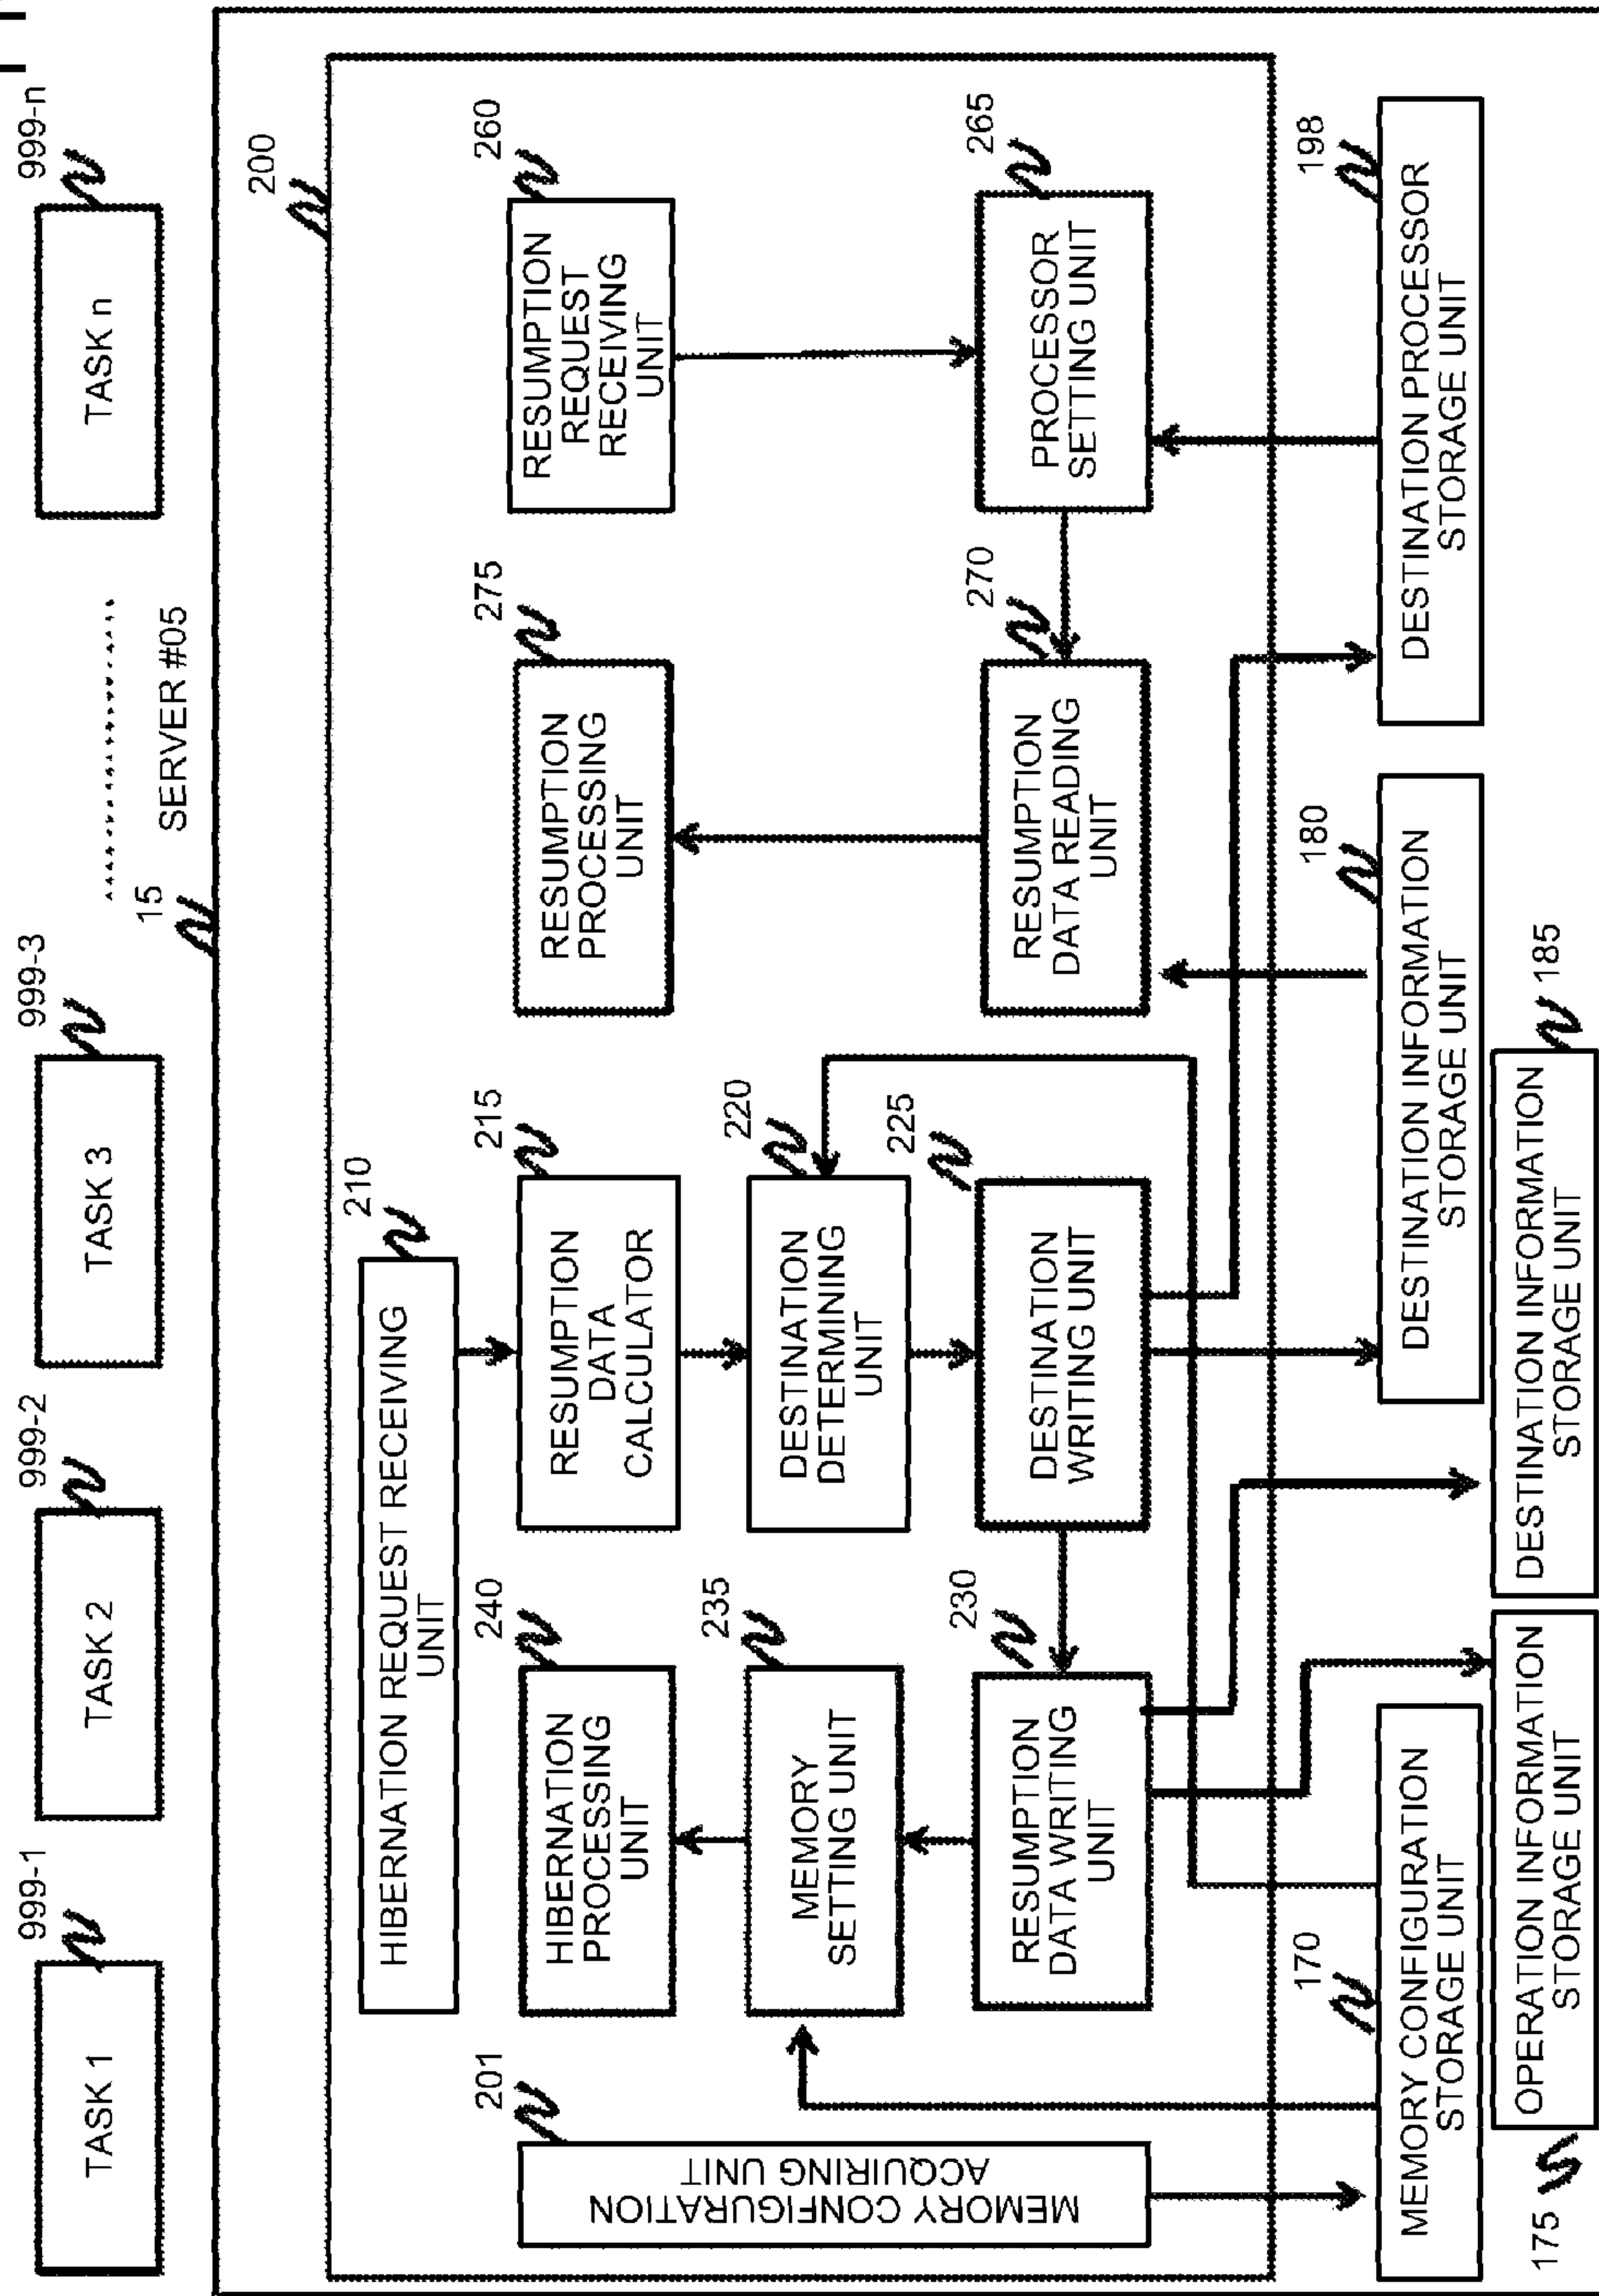 999-1
999-2
999-3
999-n
TASK 1
TASK 2
TASK 3
TASK n
15
SERVER #05
200
210
HIBERNATION REQUEST RECEIVING
UNIT
201
MEMORY CONFIGURATION
ACQUIRING UNIT
240
HIBERNATION
PROCESSING
UNIT
215
RESUMPTION
DATA
CALCULATOR
275
RESUMPTION
PROCESSING
UNIT
260
RESUMPTION
REQUEST
RECEIVING
UNIT
235
MEMORY
SETTING UNIT
220
DESTINATION
DETERMINING
UNIT
230
RESUMPTION
DATA WRITING
UNIT
225
DESTINATION
WRITING UNIT
270
RESUMPTION
DATA READING
UNIT
265
PROCESSOR
SETTING UNIT
170
MEMORY CONFIGURATION
STORAGE UNIT
180
DESTINATION INFORMATION
STORAGE UNIT
198
DESTINATION PROCESSOR
STORAGE UNIT
175
OPERATION INFORMATION
STORAGE UNIT
DESTINATION INFORMATION
STORAGE UNIT
185